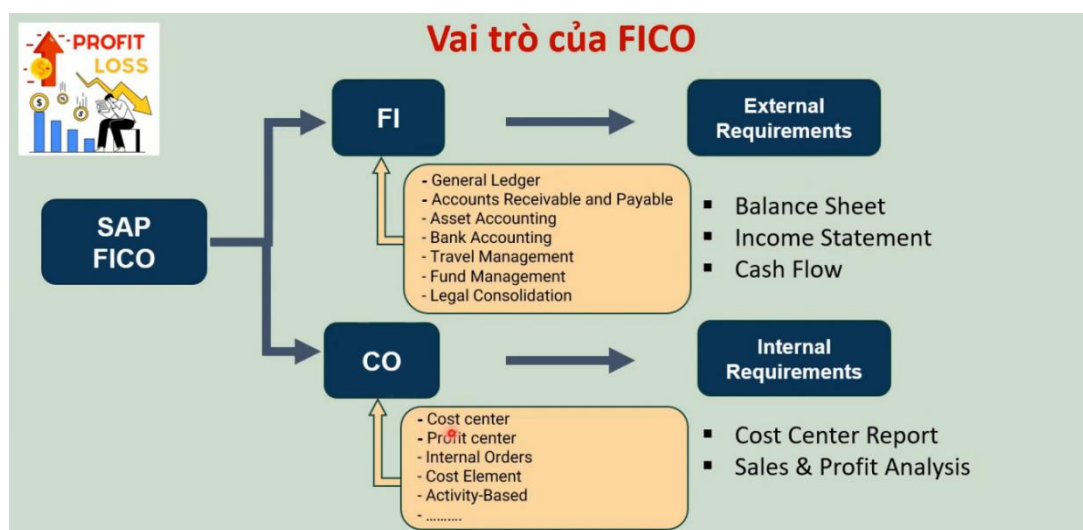 PROFIT
LOSS
Vai trò của FICO
SAP
FICO
FI
External
Requirements
- General Ledger
- Accounts Receivable and Payable
- Asset Accounting
- Bank Accounting
- Travel Management
- Fund Management
- Legal Consolidation
▪ Balance Sheet
▪ Income Statement
▪ Cash Flow
CO
Internal
Requirements
- Cost center
- Profit center
- Internal Orders
- Cost Element
- Activity-Based
- ..........
▪ Cost Center Report
▪ Sales & Profit Analysis